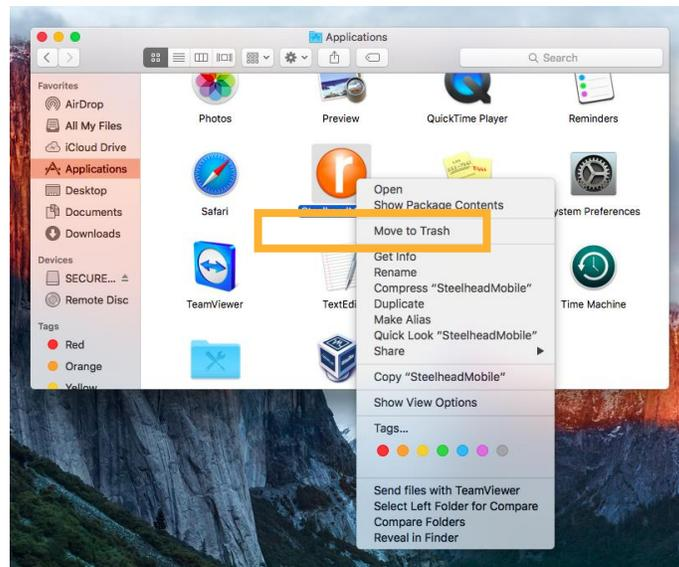 Applications
Search
Favorites
AirDrop
All My Files
iCloud Drive
Applications
Desktop
Documents
Downloads
Devices
SECURE...
Remote Disc
Tags
Red
Orange
Yellow
Photos
Preview
QuickTime Player
Reminders
Safari
System Preferences
TeamViewer
TextEdi
Time Machine
Open
Show Package Contents
Move to Trash
Get Info
Rename
Compress “SteelheadMobile”
Duplicate
Make Alias
Quick Look “SteelheadMobile”
Share
Copy “SteelheadMobile”
Show View Options
Tags...
Send files with TeamViewer
Select Left Folder for Compare
Compare Folders
Reveal in Finder